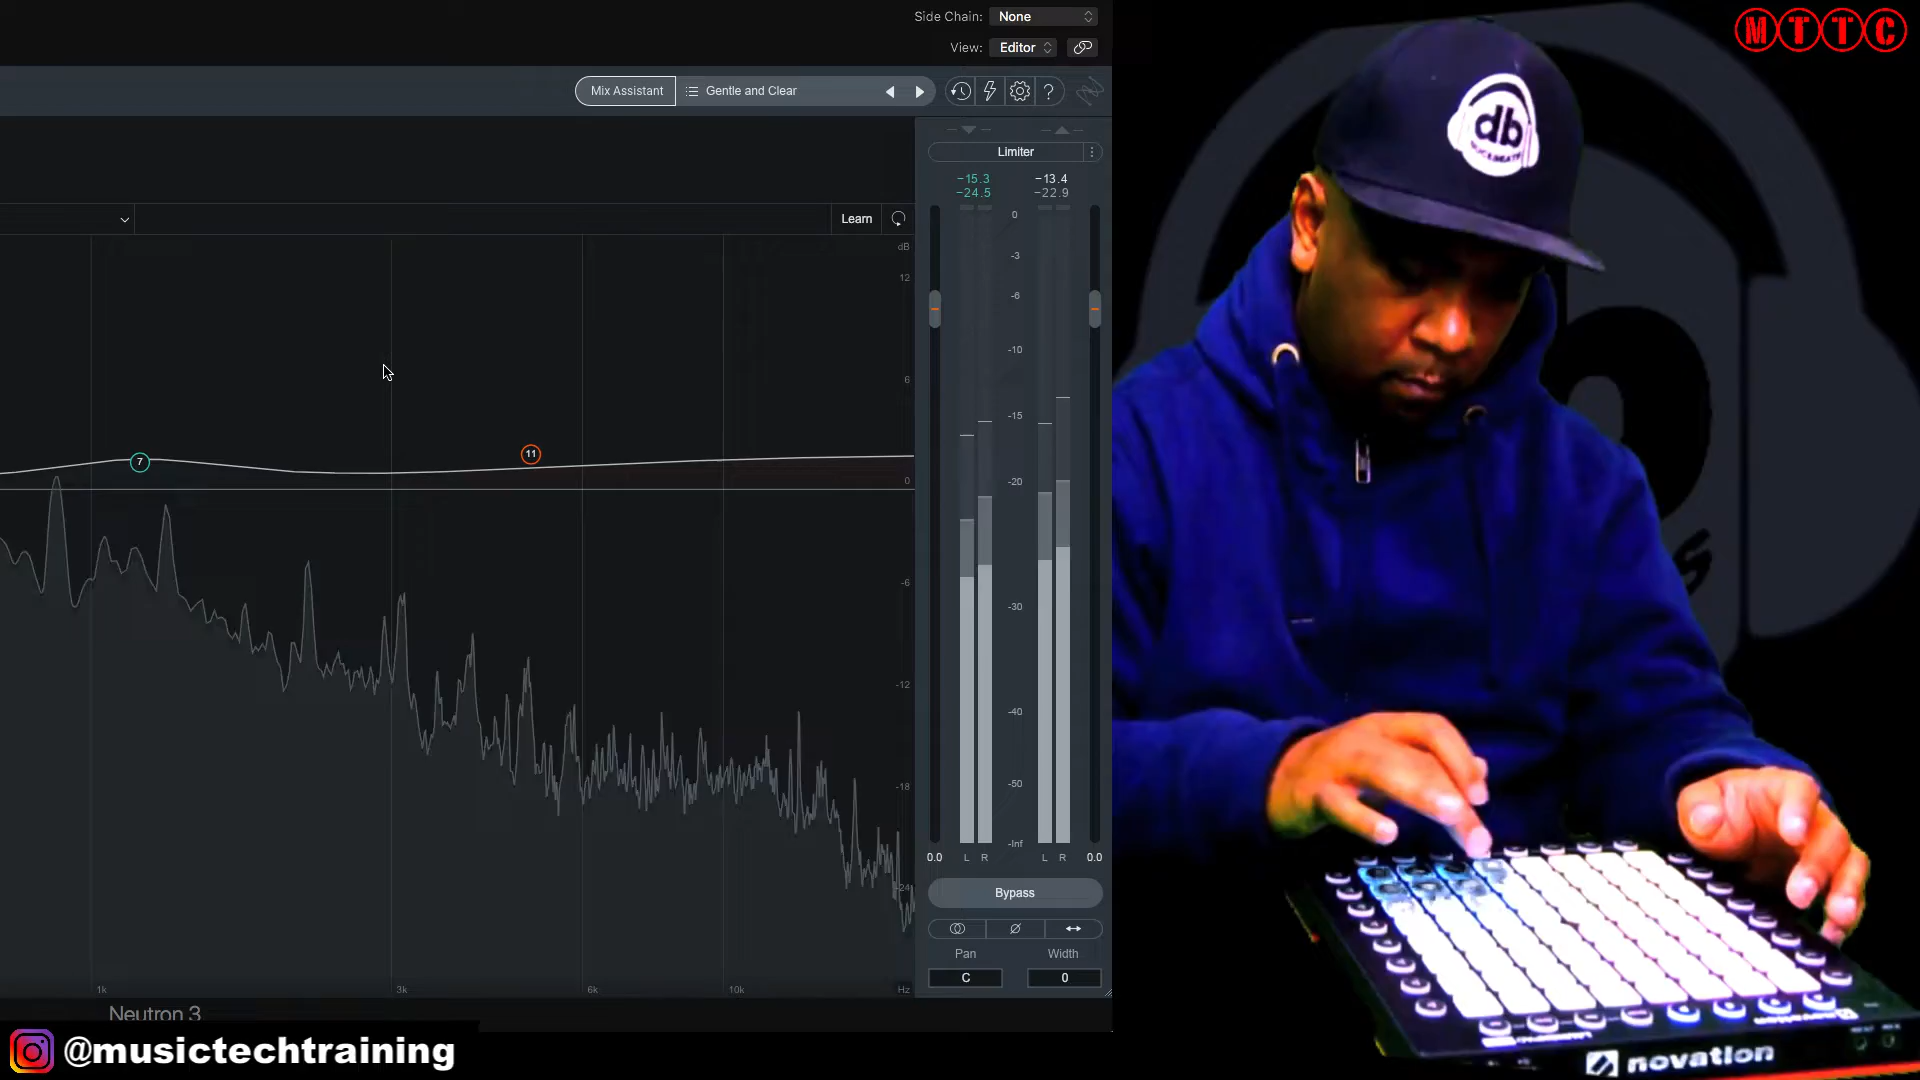 Side Chain: None
View: Editor
Mix Assistant Gentle and Clear ?
Limiter
-15.3 -13.4
-24.5 -22.9
Learn
dB
12
6
0
-6
-12
-18
-24
0
-3
-6
-10
-15
-20
-30
-40
-50
-Inf
0.0 L R L R 0.0
7
11
Bypass
Pan Width
C 0
1k 3k 6k 10k Hz
Neutron 3
@musictechtraining
MTTC
db
novation